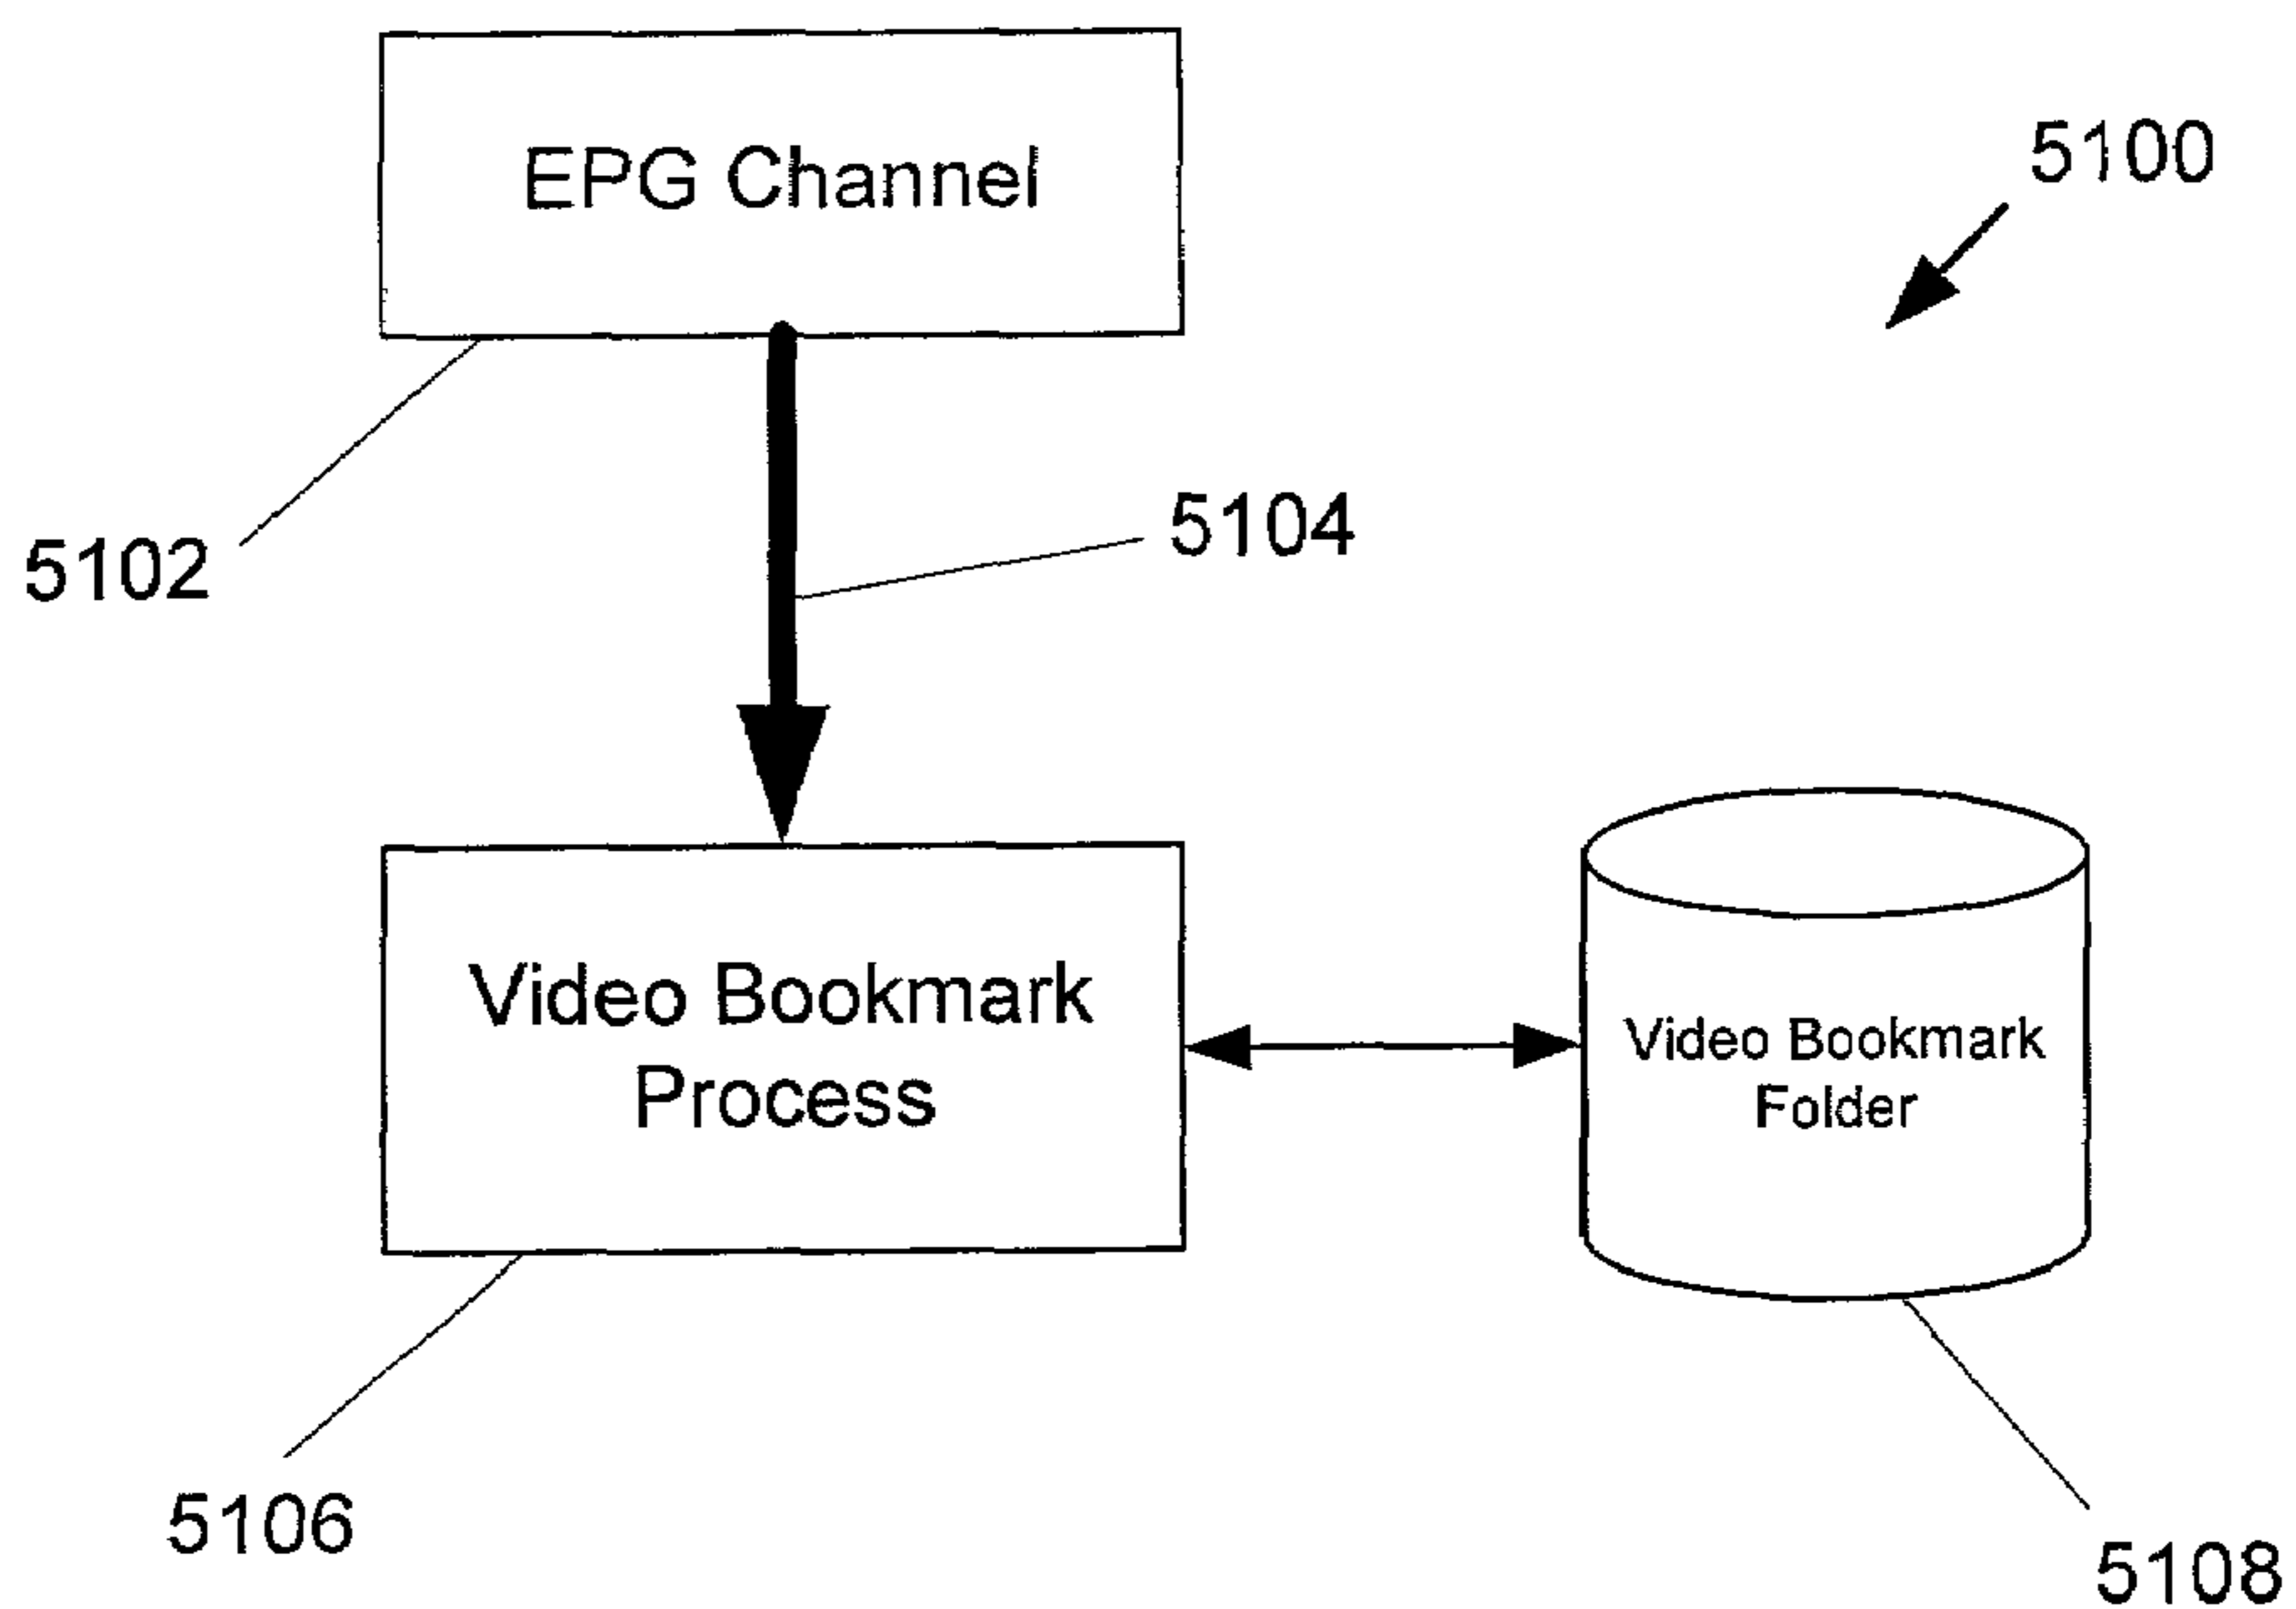 EPG Channel
5100
5102
5104
Video Bookmark
Process
Video Bookmark
Folder
5106
5108